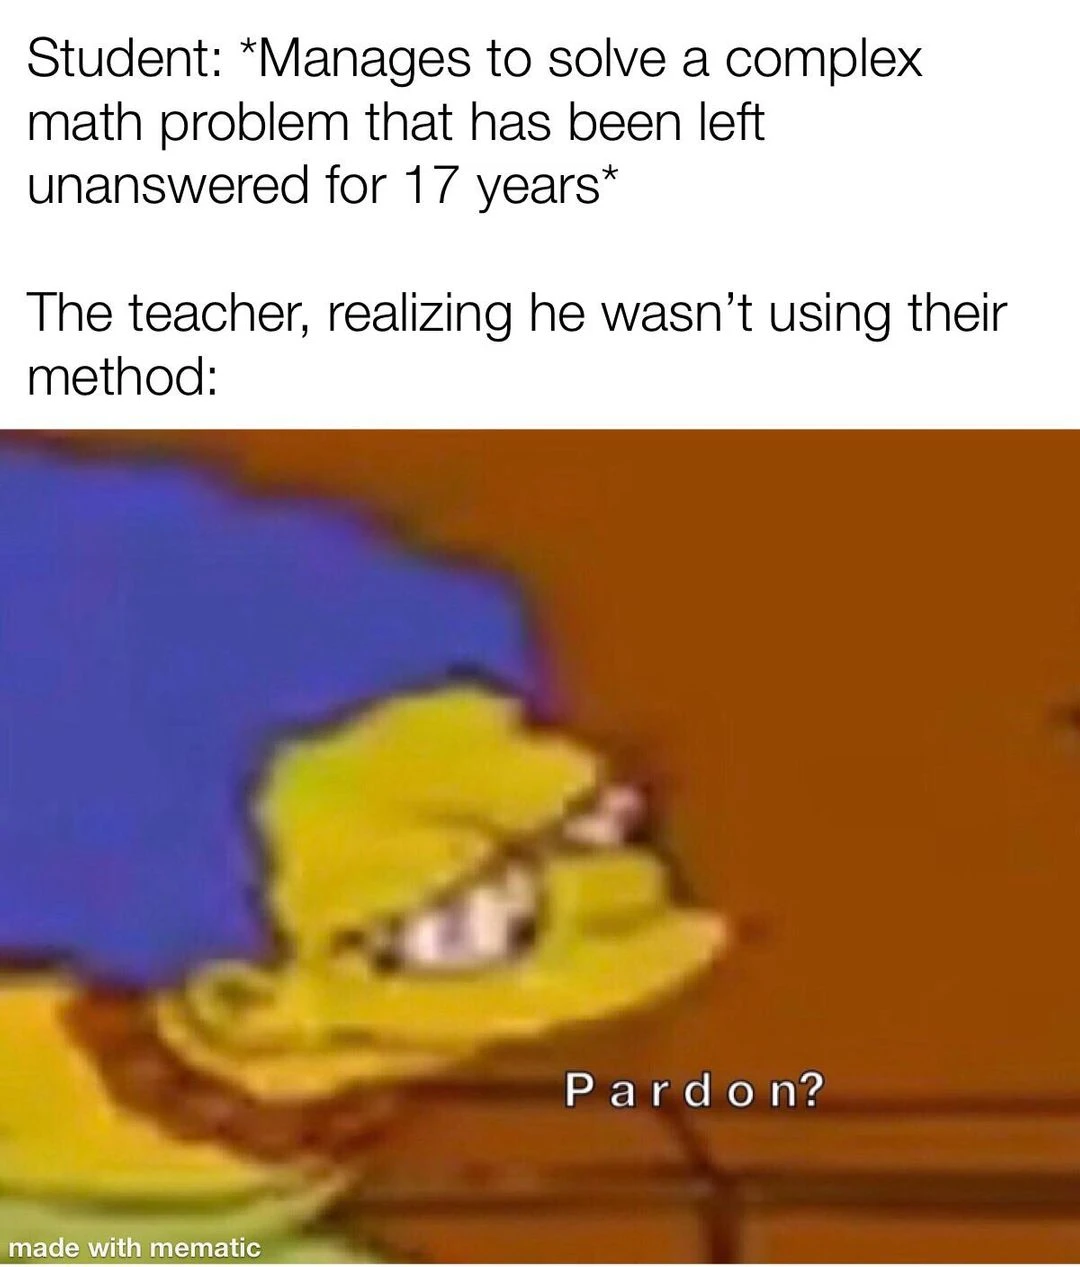 Student: *Manages to solve a complex
math problem that has been left
unanswered for 17 years*
The teacher, realizing he wasn’t using their
method:
Pardon?
made with mematic